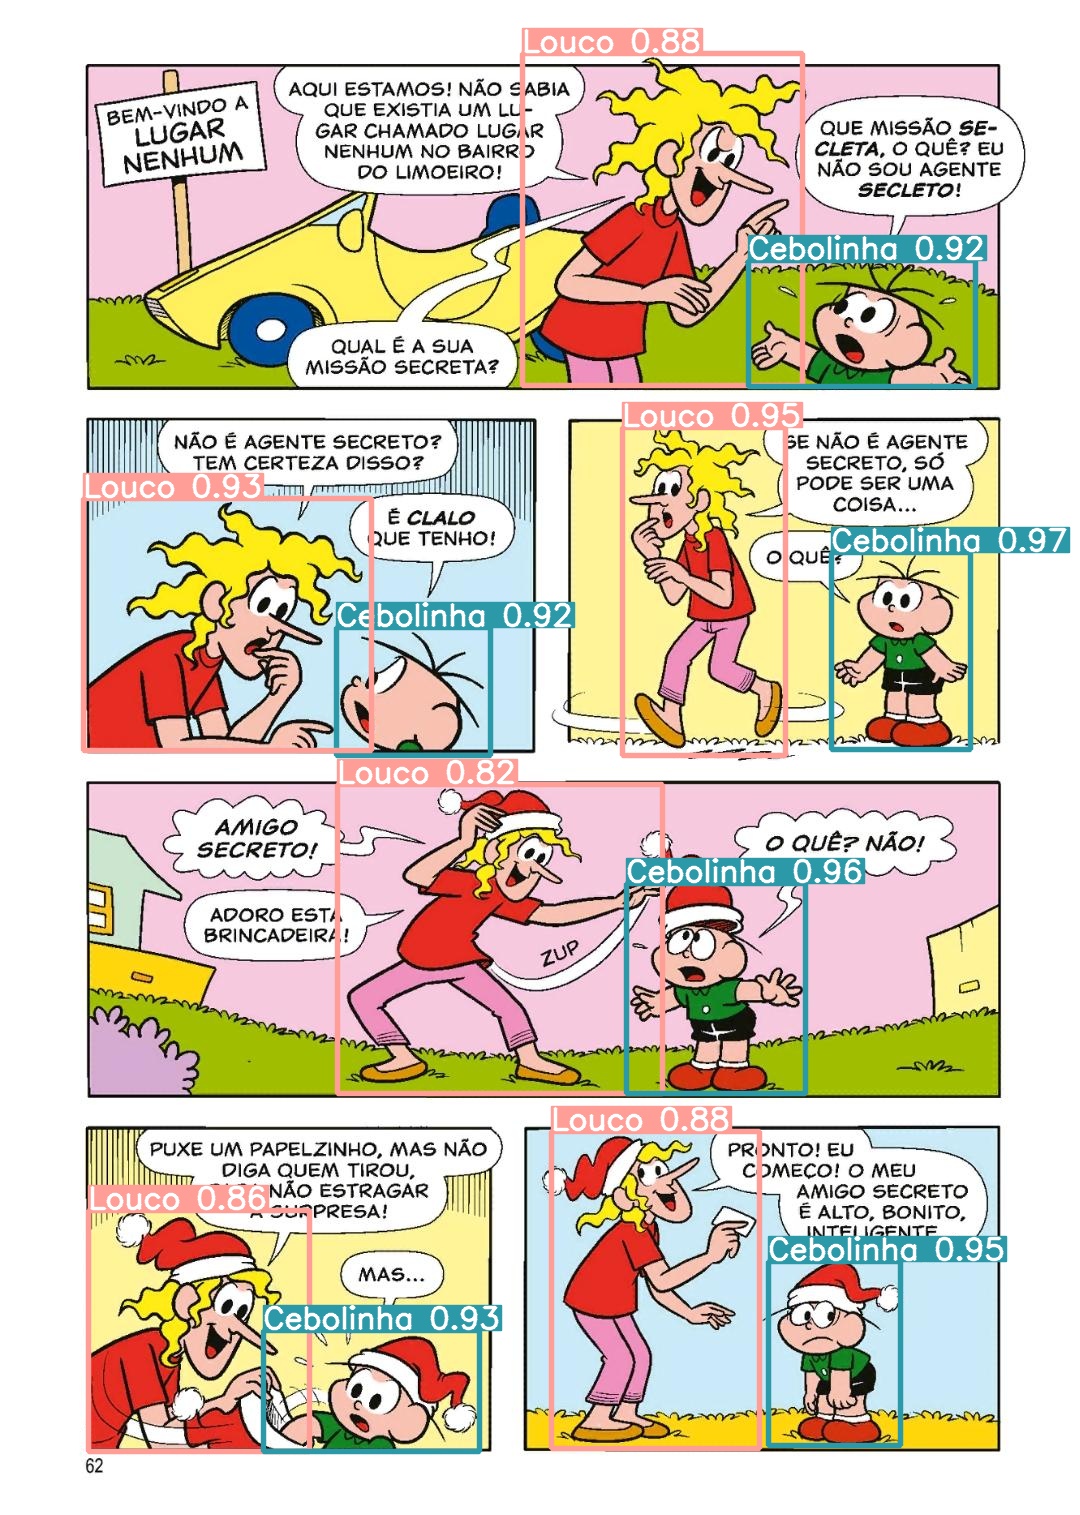 Louco 0.88
BEM-VINDO A
LUGAR
NENHUM
AQUI ESTAMOS! NÃO SABIA
QUE EXISTIA UM LU-
GAR CHAMADO LUGAR
NENHUM NO BAIRRO
DO LIMOEIRO!
QUE MISSÃO SE-
CLETA, O QUÊ? EU
NÃO SOU AGENTE
SECLETO!
Cebolinha 0.92
QUAL É A SUA
MISSÃO SECRETA?
NÃO É AGENTE SECRETO?
TEM CERTEZA DISSO?
Louco 0.93
É CLALO
QUE TENHO!
Cebolinha 0.92
Louco 0.95
SE NÃO É AGENTE
SECRETO, SÓ
PODE SER UMA
COISA...
O QUÊ?
Cebolinha 0.97
Louco 0.82
AMIGO
SECRETO!
ADORO ESTA
BRINCADEIRA!
ZUP
O QUÊ? NÃO!
Cebolinha 0.96
PUXE UM PAPELZINHO, MAS NÃO
DIGA QUEM TIROU,
NÃO ESTRAGAR
A SURPRESA!
Louco 0.86
MAS...
Cebolinha 0.93
Louco 0.88
PRONTO! EU
COMEÇO! O MEU
AMIGO SECRETO
É ALTO, BONITO,
INTELIGENTE
Cebolinha 0.95
62